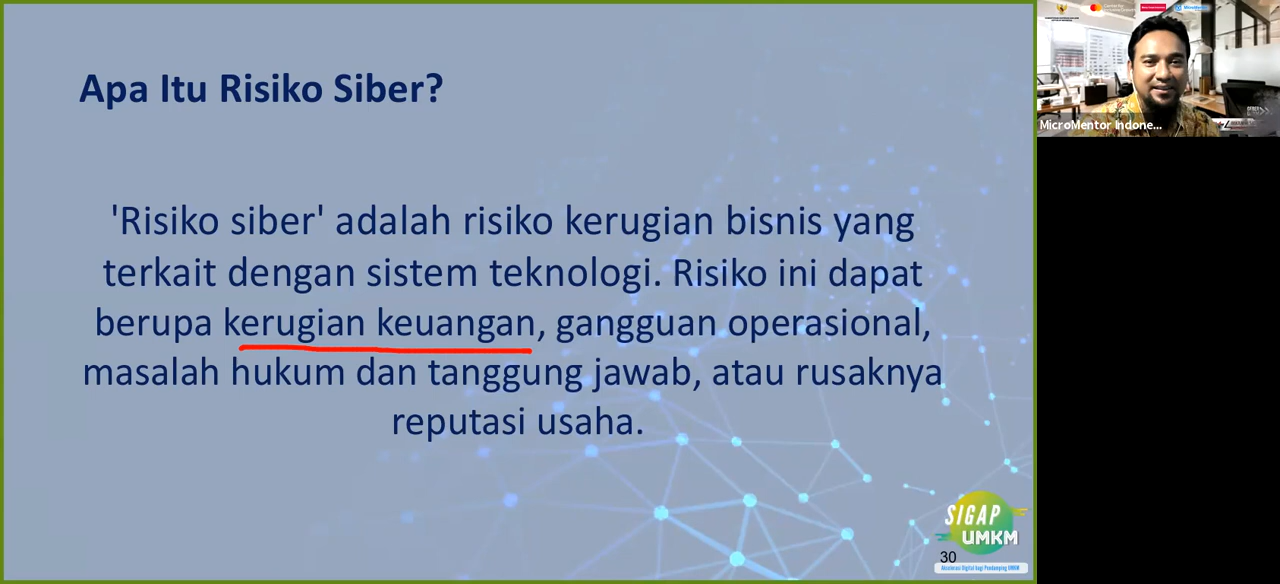 Apa Itu Risiko Siber?
'Risiko siber' adalah risiko kerugian bisnis yang
terkait dengan sistem teknologi. Risiko ini dapat
berupa kerugian keuangan, gangguan operasional,
masalah hukum dan tanggung jawab, atau rusaknya
reputasi usaha.
SIGAP
UMKM
30
Akselerasi Digital bagi Pendamping UMKM
MicroMentor Indone...